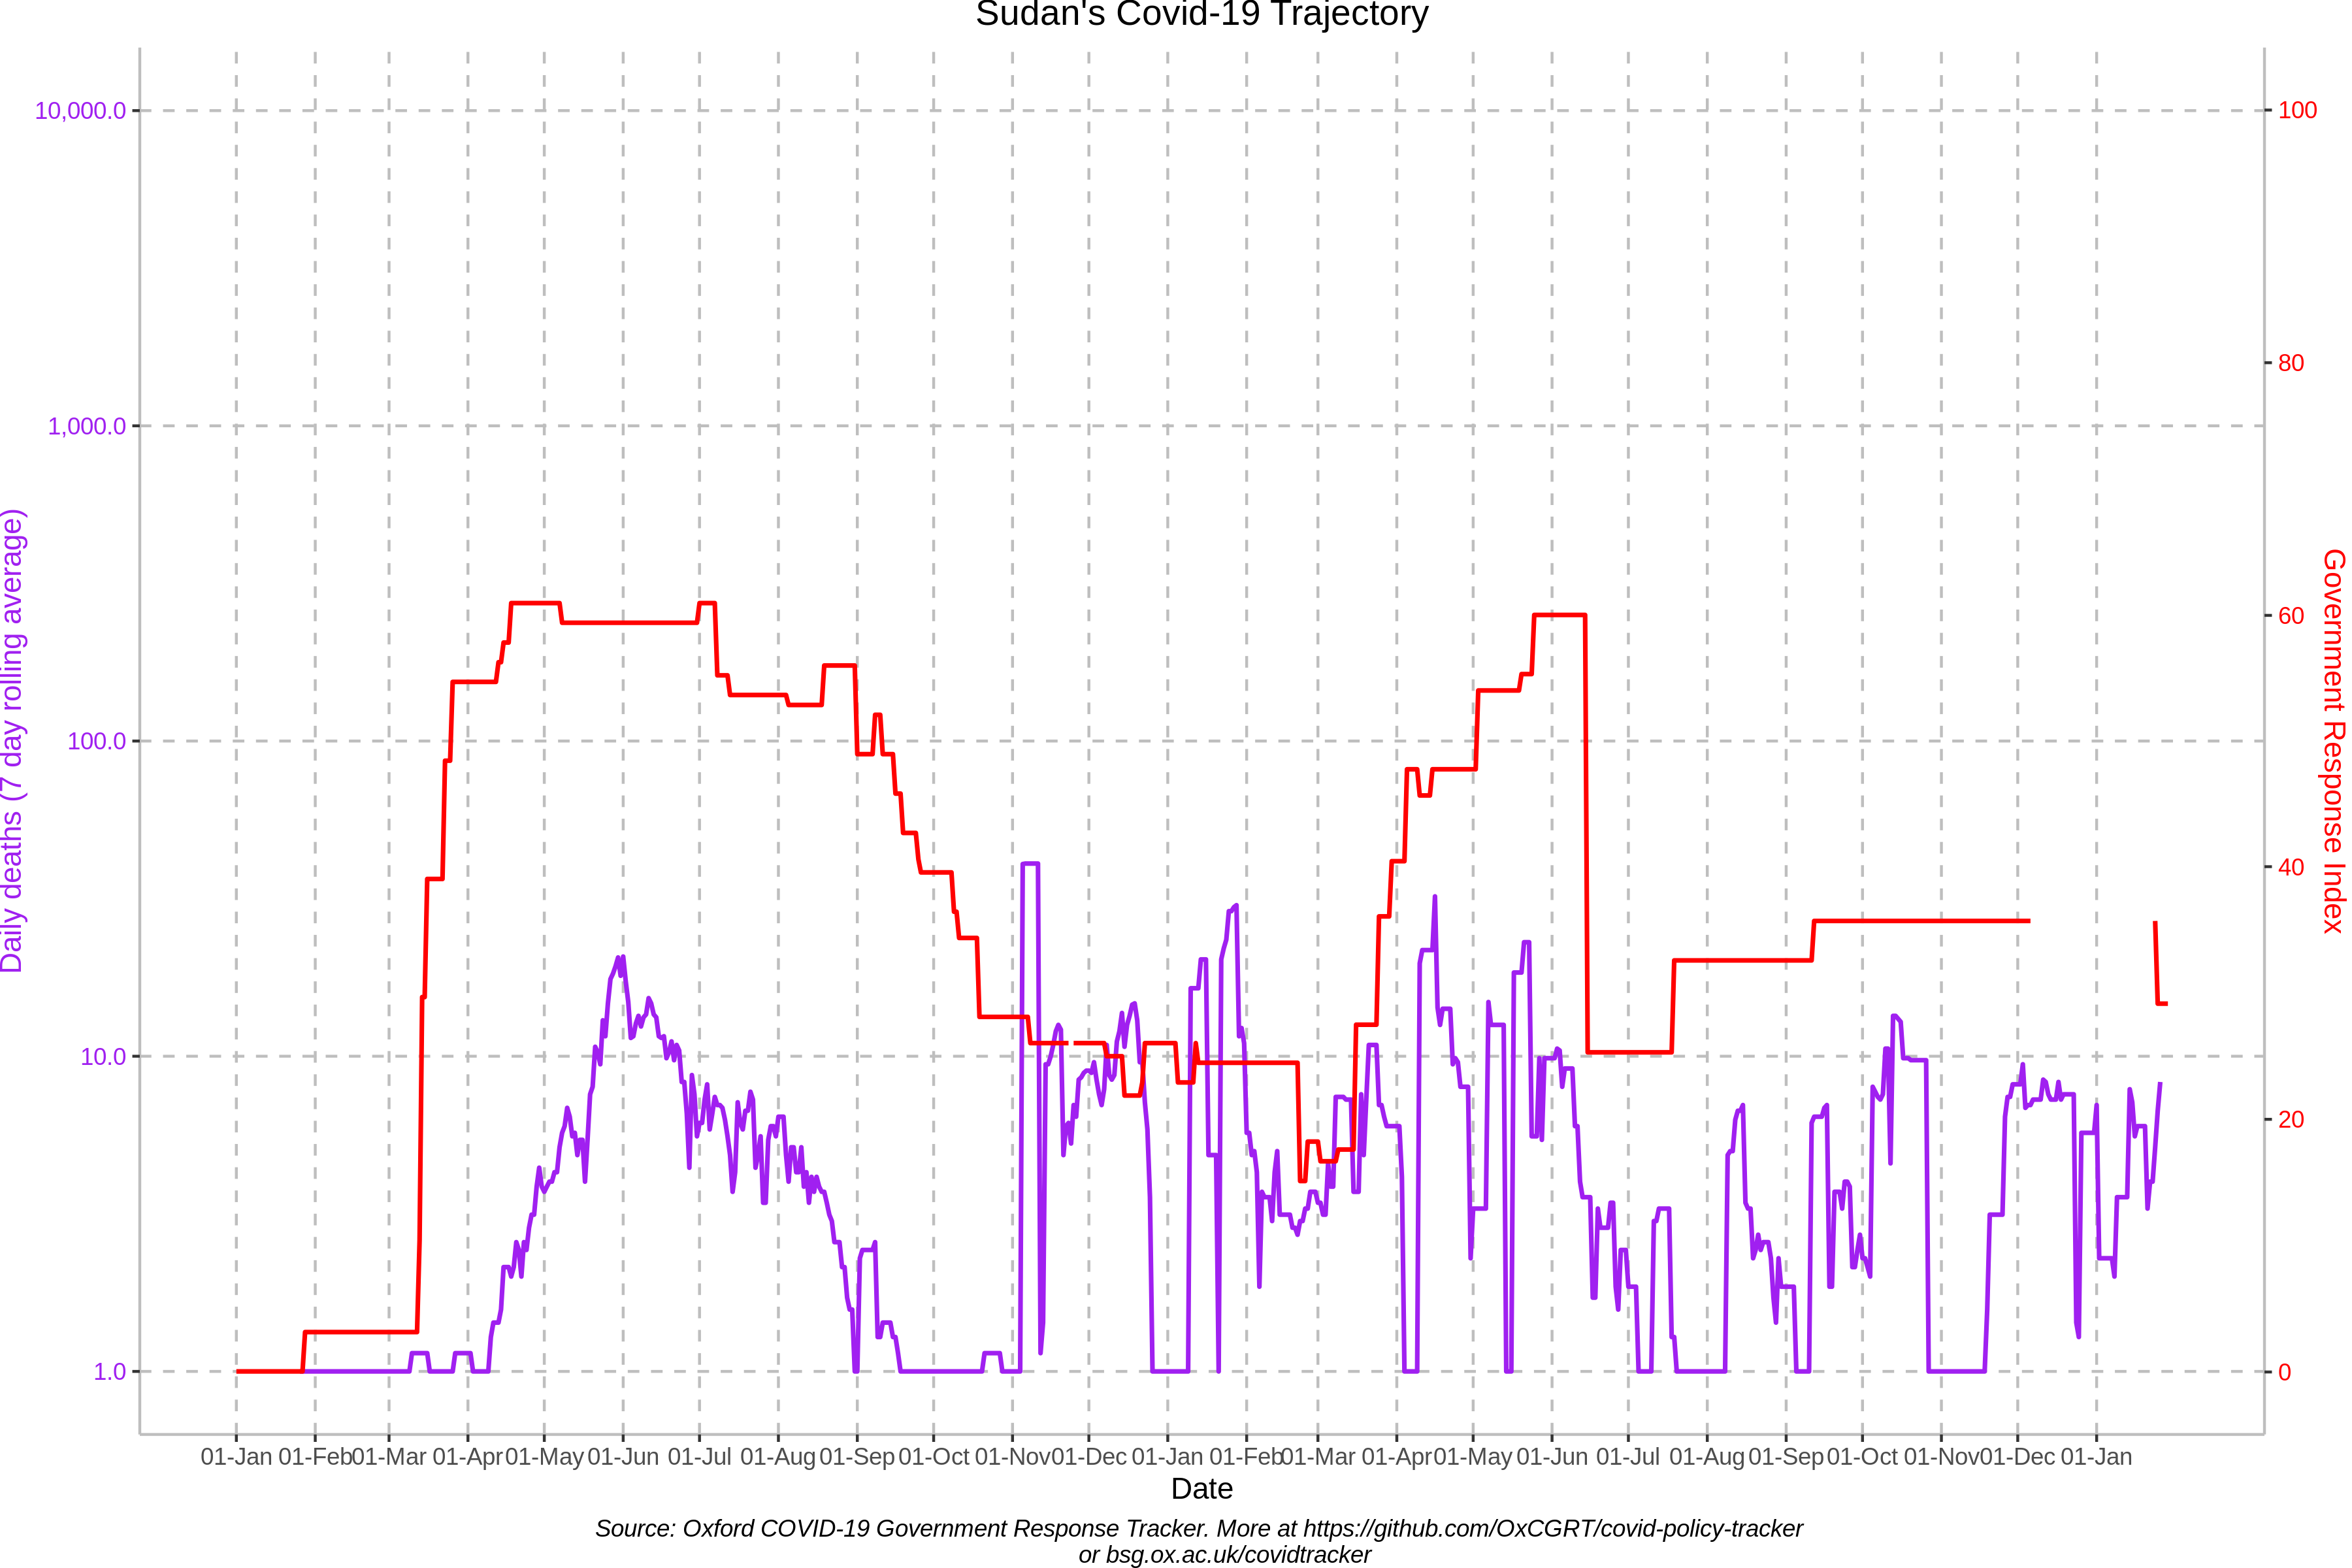 Sudan's Covid-19 Trajectory
10,000.0
1,000.0
100.0
10.0
1.0
Daily deaths (7 day rolling average)
100
80
60
40
20
0
Government Response Index
01-Jan 01-Feb 01-Mar 01-Apr 01-May 01-Jun 01-Jul 01-Aug 01-Sep 01-Oct 01-Nov 01-Dec 01-Jan 01-Feb 01-Mar 01-Apr 01-May 01-Jun 01-Jul 01-Aug 01-Sep 01-Oct 01-Nov 01-Dec 01-Jan
Date
Source: Oxford COVID-19 Government Response Tracker. More at https://github.com/OxCGRT/covid-policy-tracker
or bsg.ox.ac.uk/covidtracker